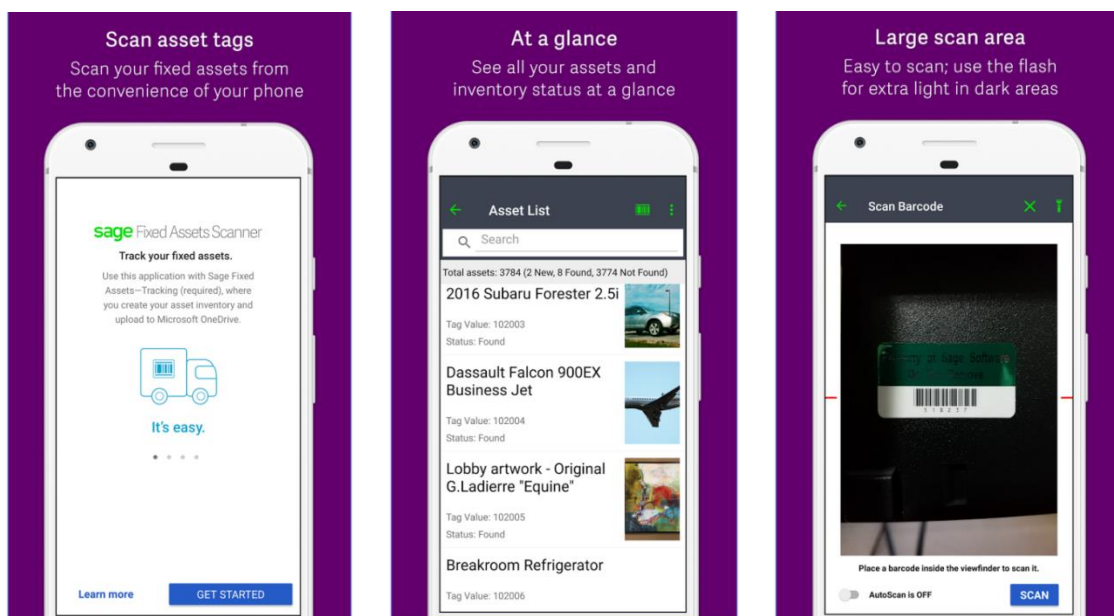 Scan asset tags
Scan your fixed assets from
the convenience of your phone
sage Fixed Assets Scanner
Track your fixed assets.
Use this application with Sage Fixed
Assets—Tracking (required), where
you create your asset inventory and
upload to Microsoft OneDrive.
It's easy.
Learn more
GET STARTED
At a glance
See all your assets and
inventory status at a glance
Asset List
Search
Total assets: 3784 (2 New, 8 Found, 3774 Not Found)
2016 Subaru Forester 2.5i
Tag Value: 102003
Status: Found
Dassault Falcon 900EX
Business Jet
Tag Value: 102004
Status: Found
Lobby artwork - Original
G.Ladierre "Equine"
Tag Value: 102005
Status: Found
Breakroom Refrigerator
Tag Value: 102006
Large scan area
Easy to scan; use the flash
for extra light in dark areas
Scan Barcode
of Sage Software
518237
Place a barcode inside the viewfinder to scan it.
AutoScan is OFF
SCAN